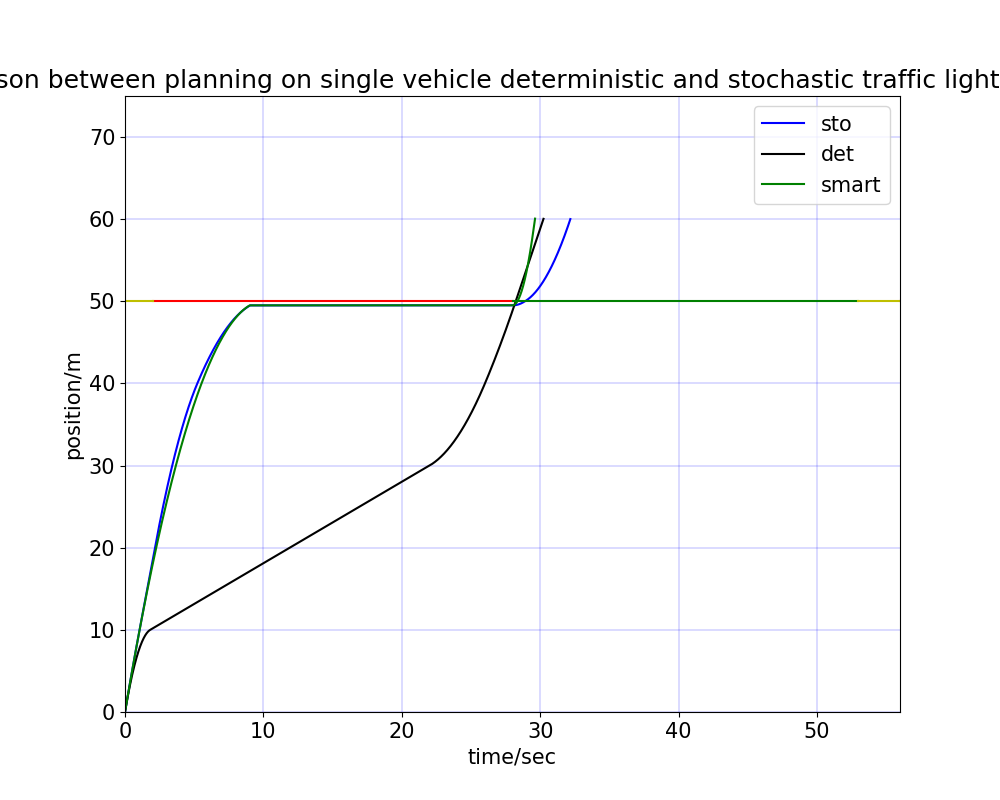 son between planning on single vehicle deterministic and stochastic traffic light
70
60
50
40
30
20
10
0
position/m
sto
det
smart
0 10 20 30 40 50
time/sec